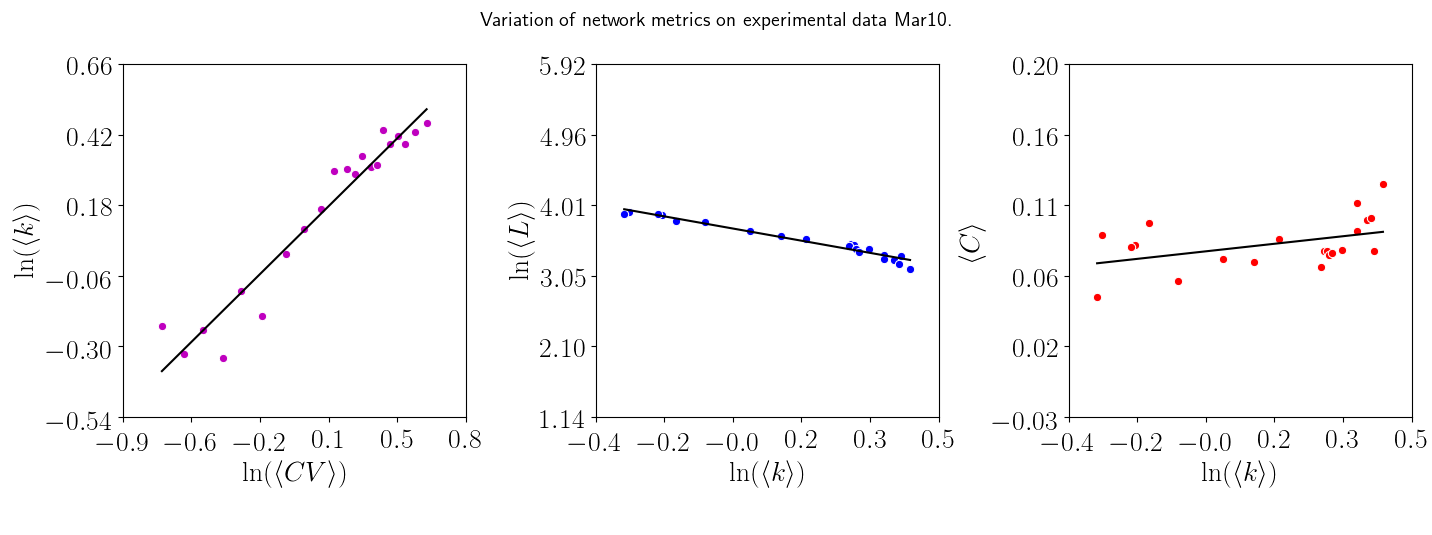 Variation of network metrics on experimental data Mar10.
0.66
0.42
0.18
−0.06
−0.30
−0.54
ln(⟨k⟩)
−0.9 −0.6 −0.2 0.1 0.5 0.8
ln(⟨CV⟩)
5.92
4.96
4.01
3.05
2.10
1.14
ln(⟨L⟩)
−0.4 −0.2 −0.0 0.2 0.3 0.5
ln(⟨k⟩)
0.20
0.16
0.11
0.06
0.02
−0.03
⟨C⟩
−0.4 −0.2 −0.0 0.2 0.3 0.5
ln(⟨k⟩)